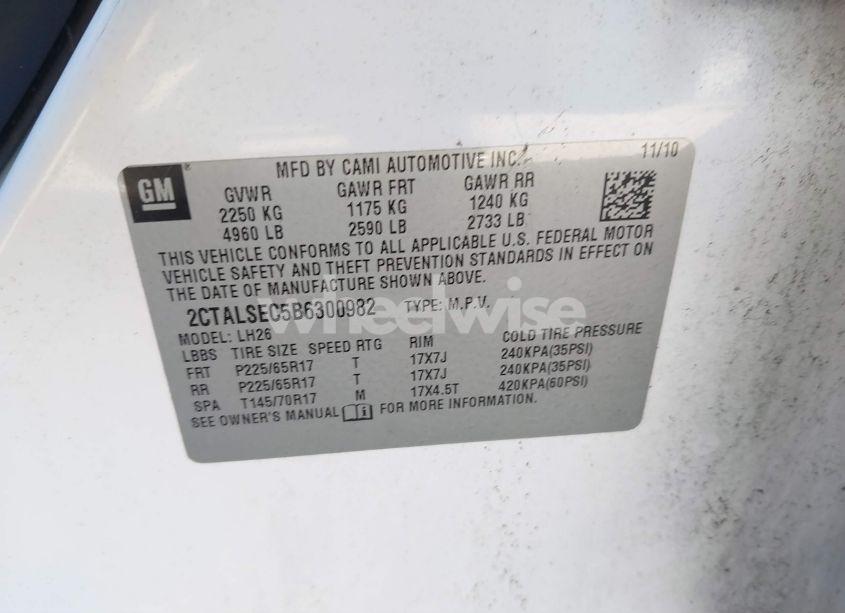 GM
MFD BY CAMI AUTOMOTIVE INC.
11/10
GVWR GAWR FRT GAWR RR
2250 KG 1175 KG 1240 KG
4960 LB 2590 LB 2733 LB
THIS VEHICLE CONFORMS TO ALL APPLICABLE U.S. FEDERAL MOTOR
VEHICLE SAFETY AND THEFT PREVENTION STANDARDS IN EFFECT ON
THE DATE OF MANUFACTURE SHOWN ABOVE.
2CTALSEC5B6300982 TYPE: M.P.V.
MODEL: LH26
LBBS TIRE SIZE SPEED RTG RIM COLD TIRE PRESSURE
FRT P225/65R17 T 17X7J 240KPA(35PSI)
RR P225/65R17 T 17X7J 240KPA(35PSI)
SPA T145/70R17 M 17X4.5T 420KPA(60PSI)
SEE OWNER'S MANUAL FOR MORE INFORMATION.
wheelwise